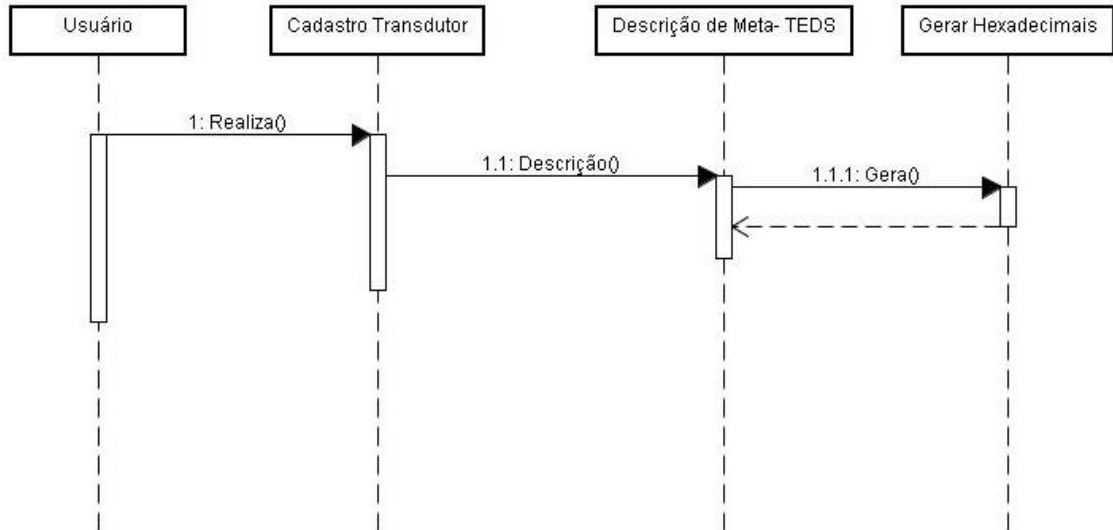 Usuário
Cadastro Transdutor
Descrição de Meta- TEDS
Gerar Hexadecimais
1: Realiza()
1.1: Descrição()
1.1.1: Gera()